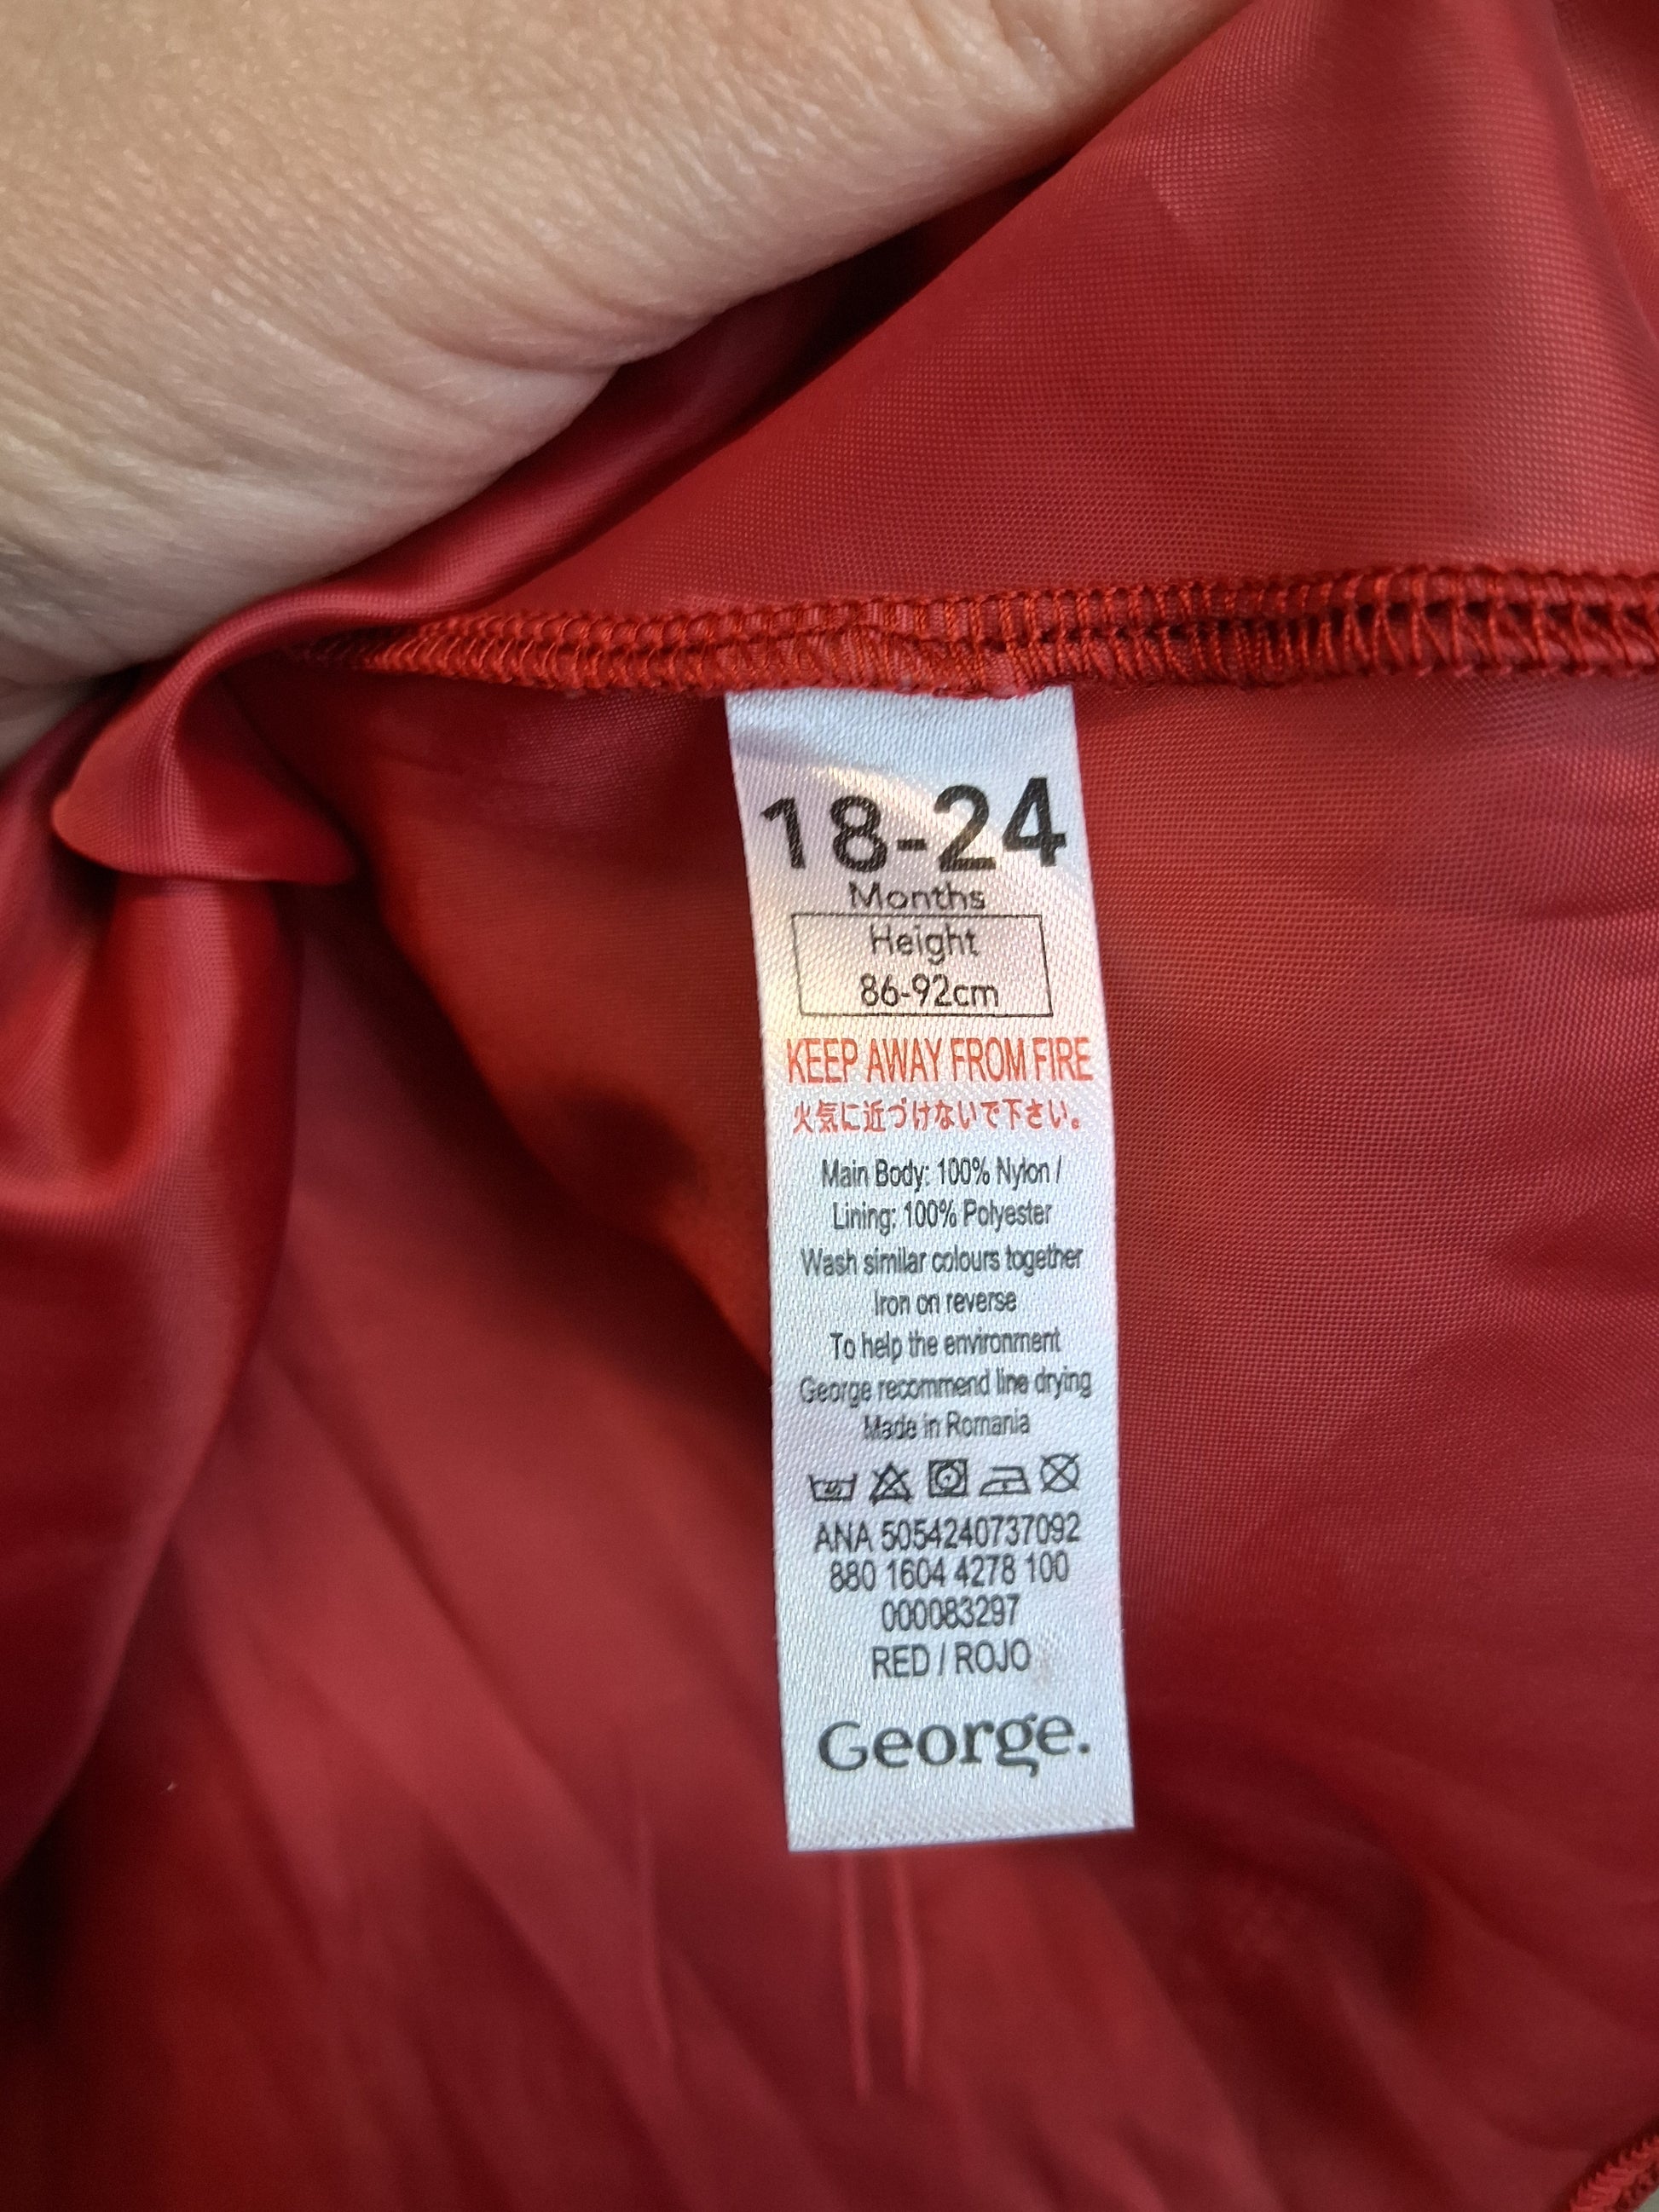 18-24
Months
Height
86-92cm
KEEP AWAY FROM FIRE
火気に近づけないで下さい。
Main Body: 100% Nylon /
Lining: 100% Polyester
Wash similar colours together
Iron on reverse
To help the environment
George recommend line drying
Made in Romania
ANA 5054240737092
880 1604 4278 100
000083297
RED / ROJO
George.